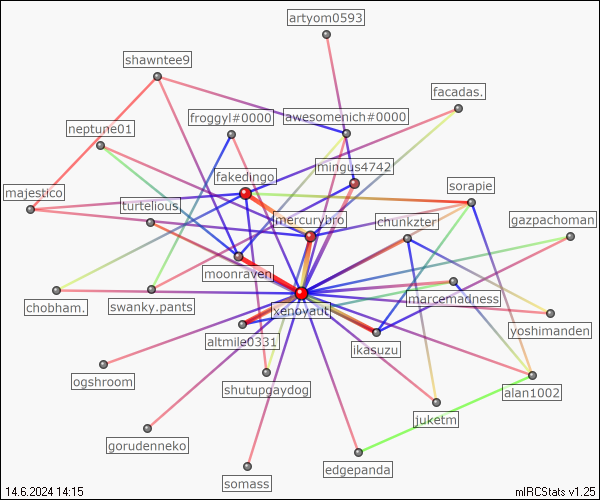 artyom0593
shawntee9
facadas.
froggyl#0000
awesomenich#0000
neptune01
mingus4742
fakedingo
sorapie
majestico
turtelious
mercurybro
chunkzter
gazpachoman
moonraven
chobham.
swanky.pants
xenoyaut
marcemadness
yoshimanden
altmile0331
ikasuzu
ogshroom
shutupgaydog
alan1002
juketm
gorudenneko
edgepanda
somass
14.6.2024 14:15
mIRCStats v1.25